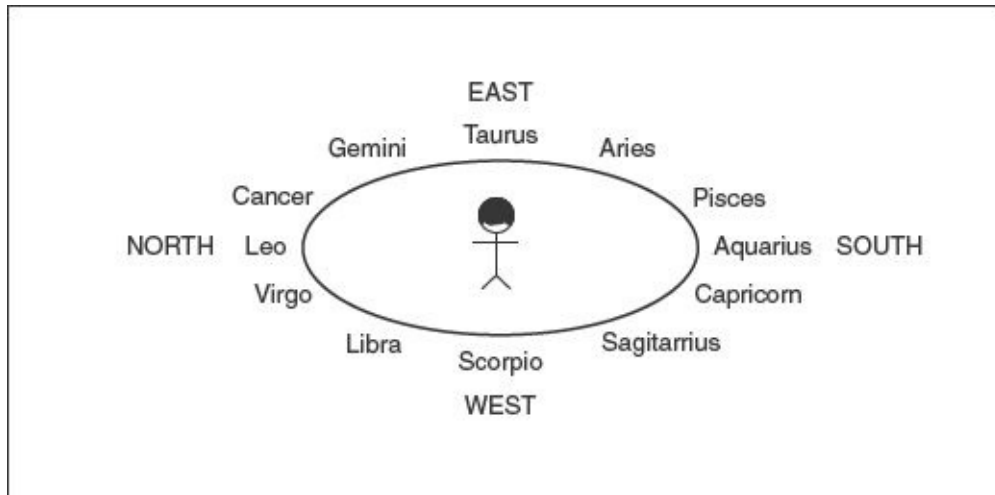 EAST
Gemini Taurus Aries
Cancer Pisces
NORTH Leo Aquarius SOUTH
Virgo Capricorn
Libra Scorpio Sagitarrius
WEST